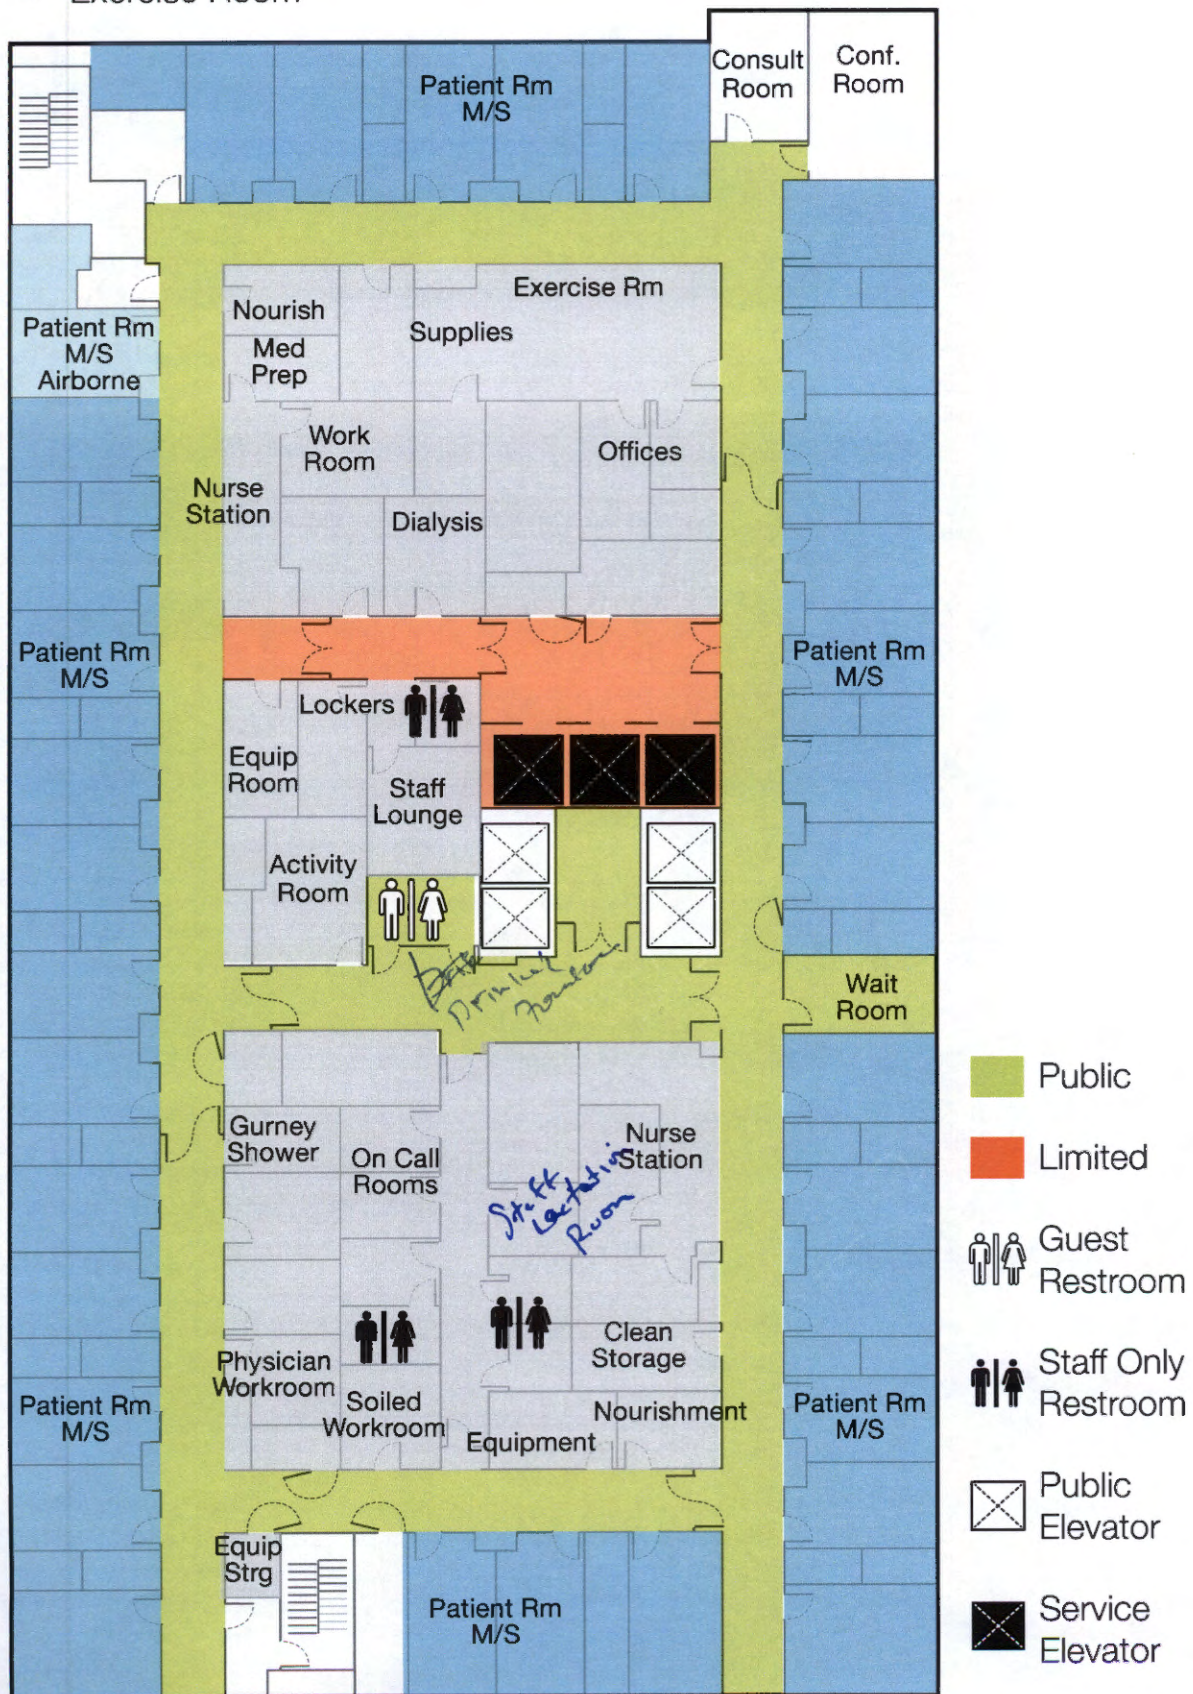 Exercise Room
Consult
Room
Conf.
Room
Patient Rm
M/S
Exercise Rm
Nourish
Supplies
Patient Rm
M/S
Airborne
Med
Prep
Work
Room
Offices
Nurse
Station
Dialysis
Patient Rm
M/S
Patient Rm
M/S
Lockers
Equip
Room
Staff
Lounge
Activity
Room
Drinking
Fountain
Wait
Room
Public
Gurney
Shower
On Call
Rooms
Nurse
Station
Limited
Staff
Lactation
Room
Guest
Restroom
Physician
Workroom
Clean
Storage
Staff Only
Restroom
Patient Rm
M/S
Soiled
Workroom
Nourishment
Patient Rm
M/S
Equipment
Public
Elevator
Equip
Strg
Patient Rm
M/S
Service
Elevator